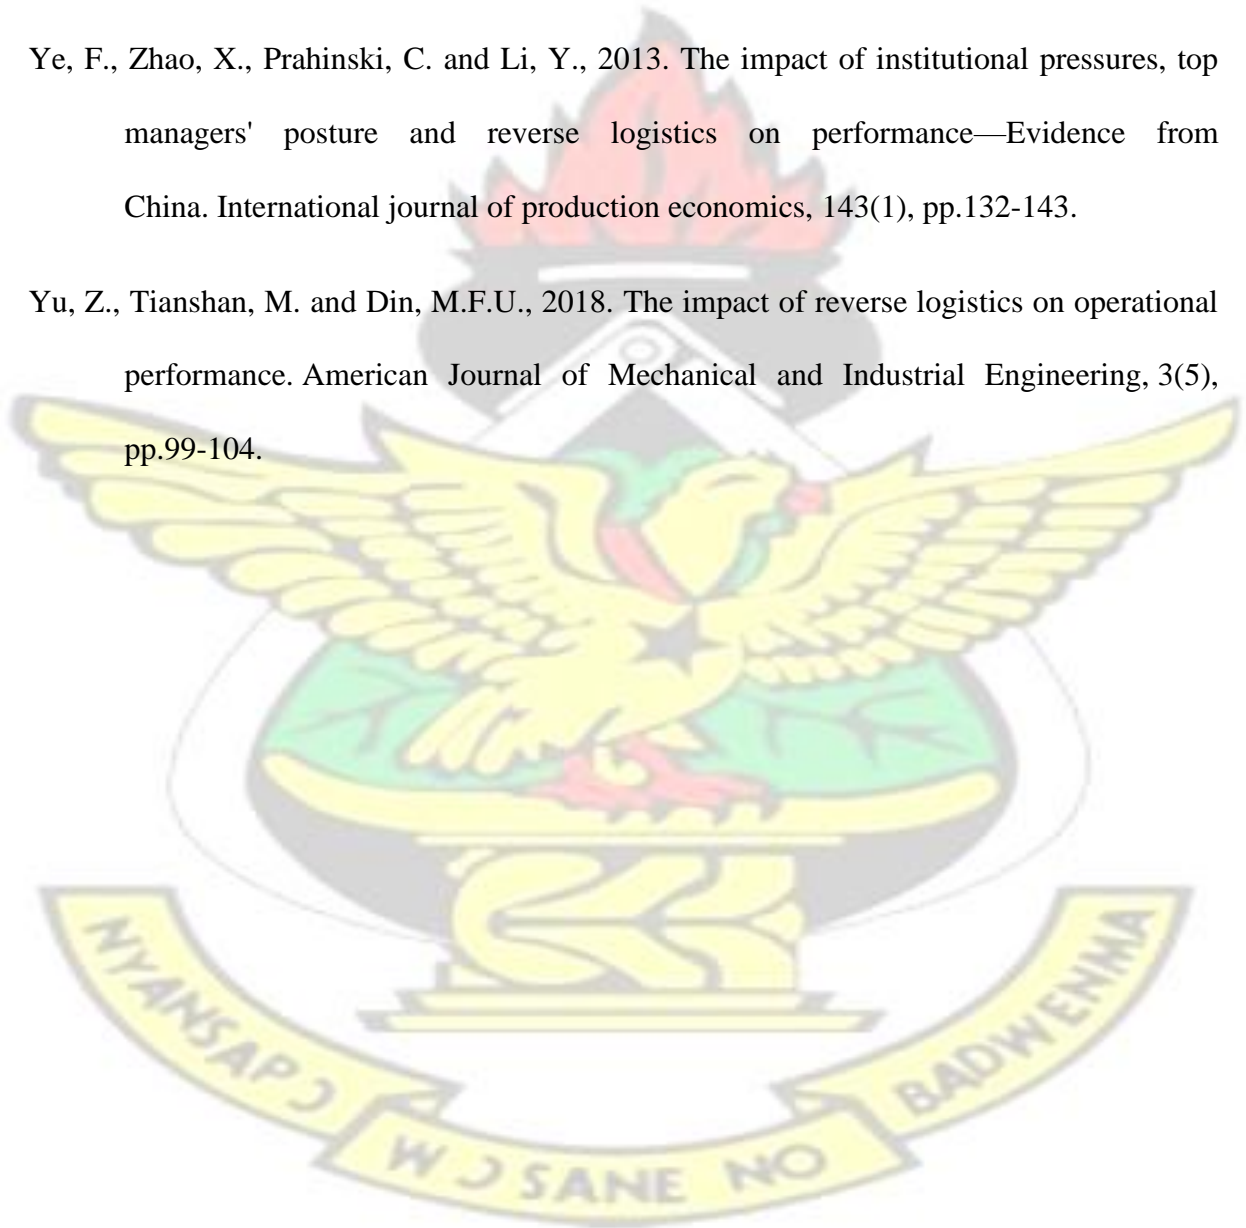 Ye, F., Zhao, X., Prahinski, C. and Li, Y., 2013. The impact of institutional pressures, top
managers' posture and reverse logistics on performance—Evidence from
China. International journal of production economics, 143(1), pp.132-143.
Yu, Z., Tianshan, M. and Din, M.F.U., 2018. The impact of reverse logistics on operational
performance. American Journal of Mechanical and Industrial Engineering, 3(5),
pp.99-104.
NYANSAPƆ
WƆSANE NO
BADWENMA